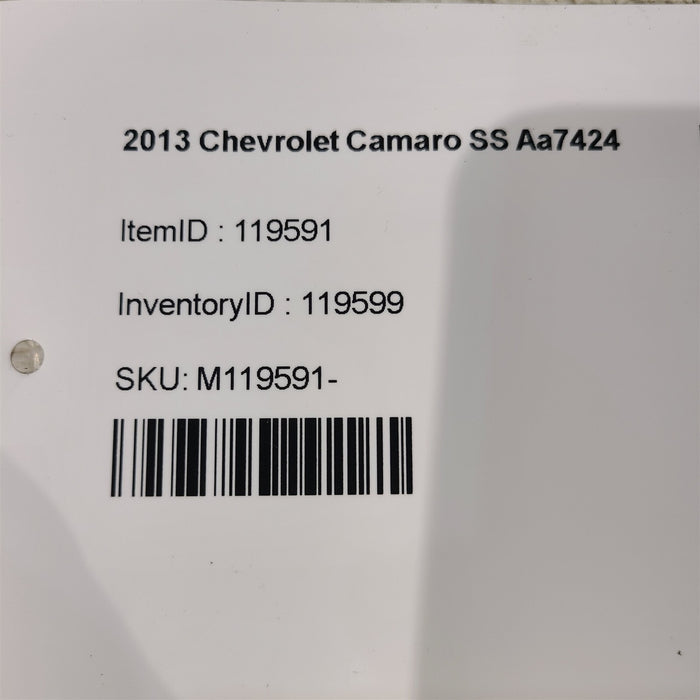 2013 Chevrolet Camaro SS Aa7424
ItemID : 119591
InventoryID : 119599
SKU: M119591-